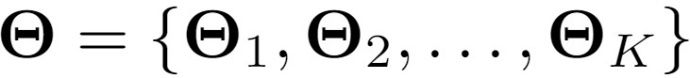 𝚯 = {𝚯₁, 𝚯₂, . . . , 𝚯_K}